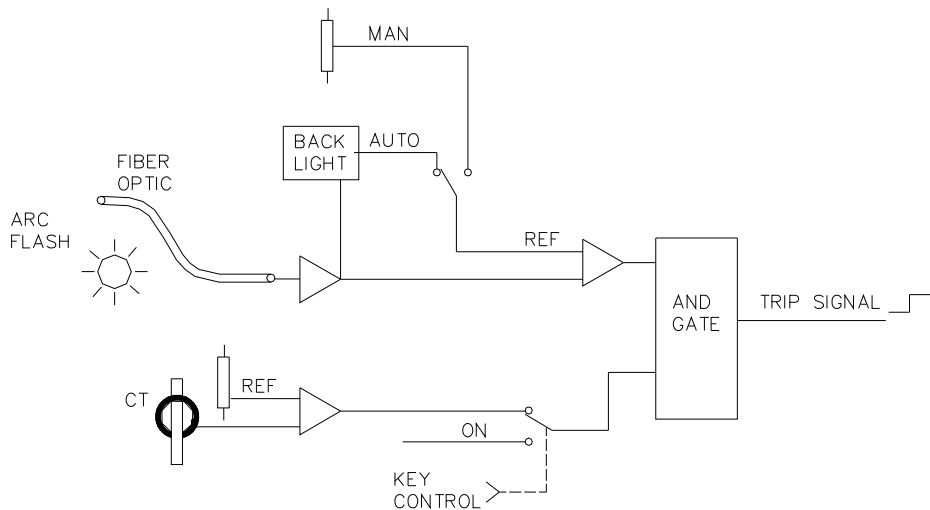 MAN
BACK
LIGHT
AUTO
FIBER
OPTIC
ARC
FLASH
REF
AND
GATE
TRIP SIGNAL
CT
REF
ON
KEY
CONTROL